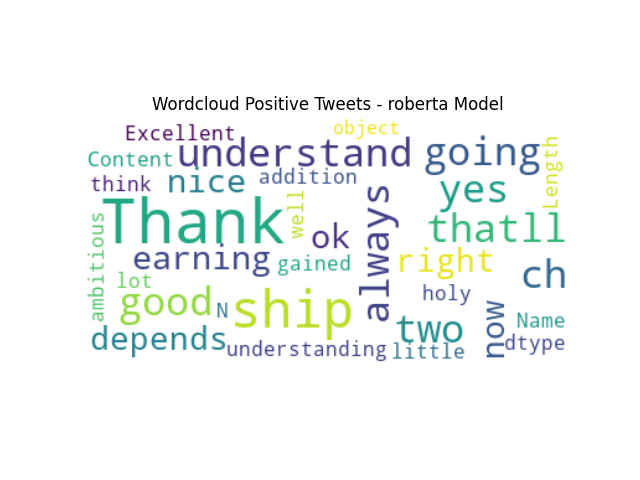 Wordcloud Positive Tweets - roberta Model
Excellent
object
Content
understand
going
Length
think
nice
addition
yes
Thank
well
always
thatll
ambitious
ok
earning
gained
right
ch
lot
good
N
ship
holy
two
now
Name
depends
understanding
little
dtype